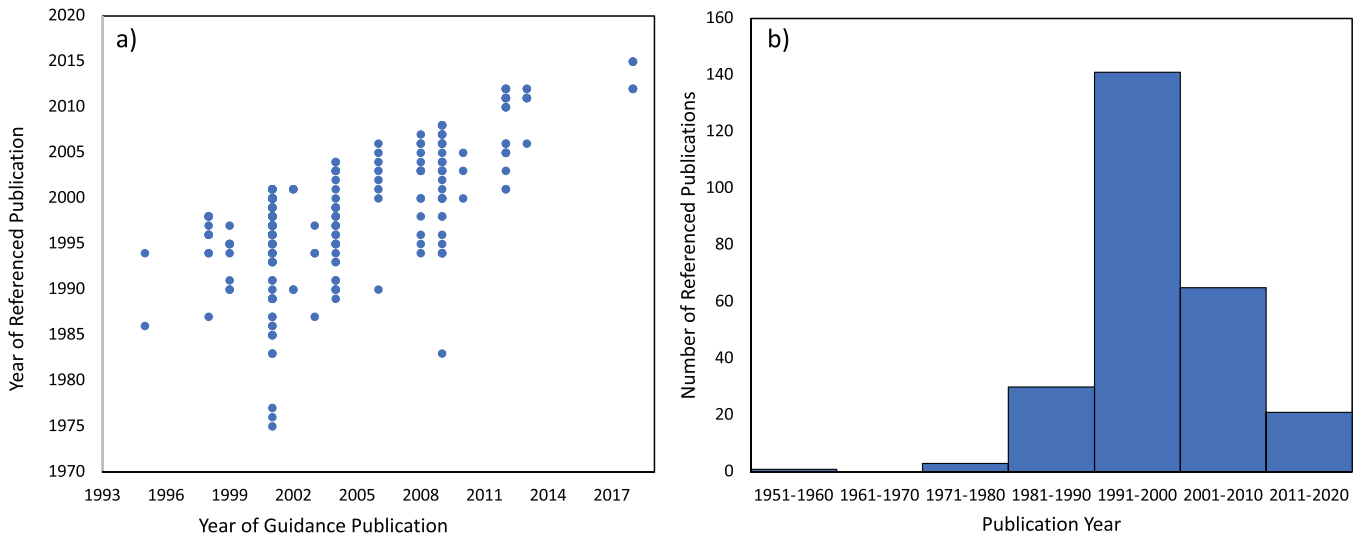 a)
2020
2015
2010
2005
2000
1995
1990
1985
1980
1975
1970
Year of Referenced Publication
1993 1996 1999 2002 2005 2008 2011 2014 2017
Year of Guidance Publication
b)
160
140
120
100
80
60
40
20
0
Number of Referenced Publications
1951-1960 1961-1970 1971-1980 1981-1990 1991-2000 2001-2010 2011-2020
Publication Year